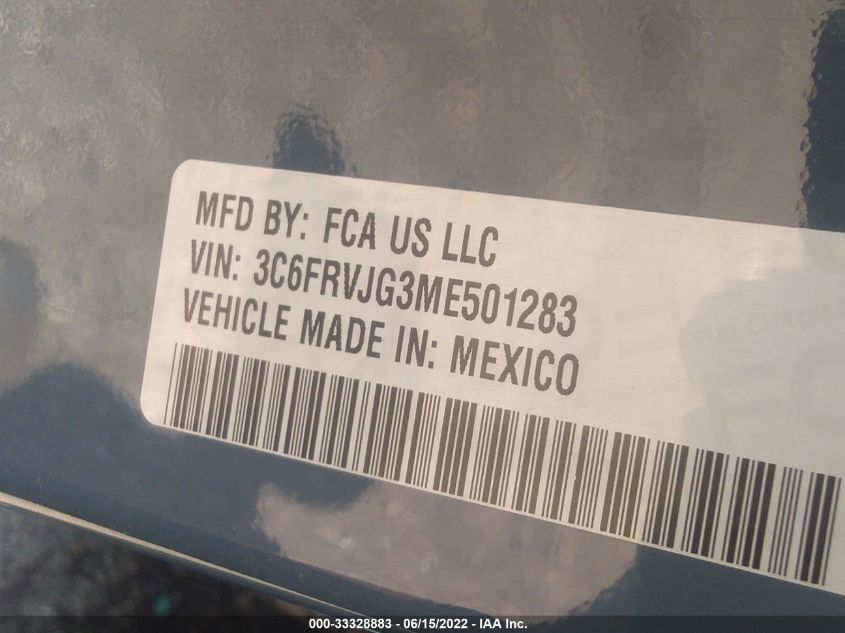 MFD BY: FCA US LLC
VIN: 3C6FRVJG3ME501283
VEHICLE MADE IN: MEXICO
000-33328883 - 06/15/2022 - IAA Inc.